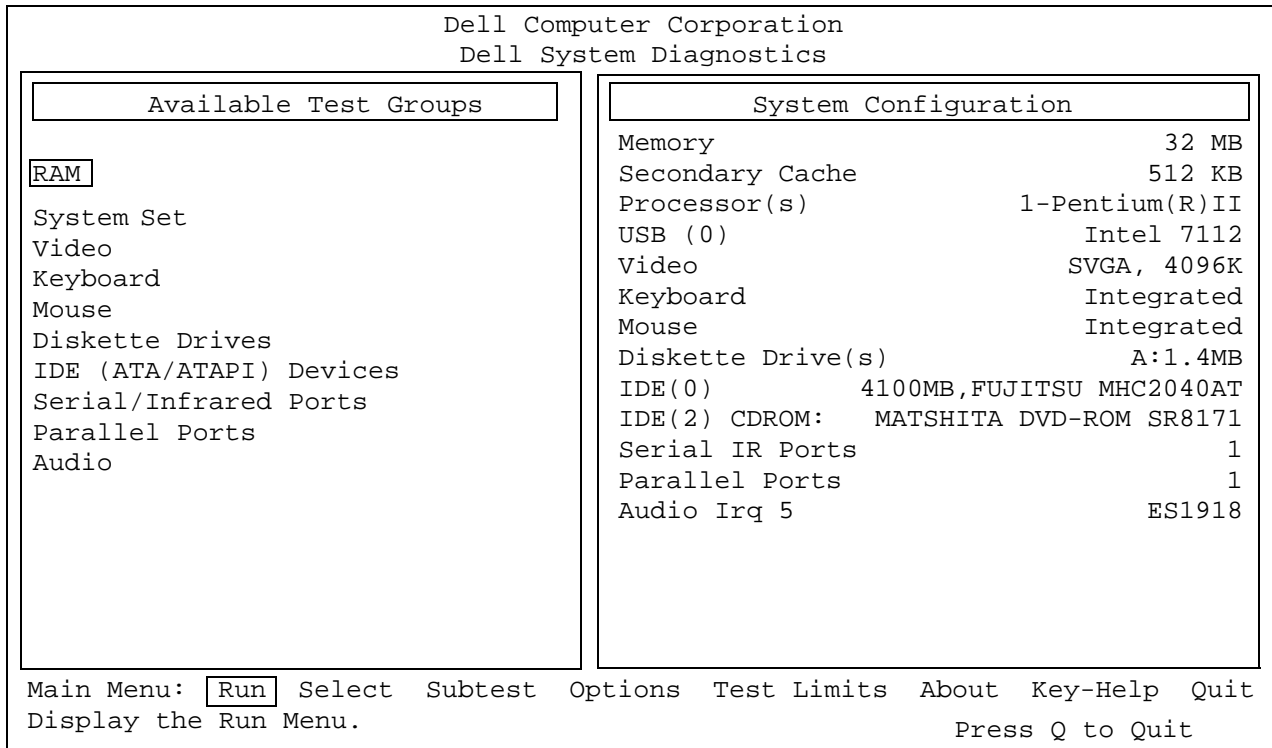 Dell Computer Corporation
Dell System Diagnostics
Available Test Groups
RAM
System Set
Video
Keyboard
Mouse
Diskette Drives
IDE (ATA/ATAPI) Devices
Serial/Infrared Ports
Parallel Ports
Audio
System Configuration
Memory 32 MB
Secondary Cache 512 KB
Processor(s) 1-Pentium(R)II
USB (0) Intel 7112
Video SVGA, 4096K
Keyboard Integrated
Mouse Integrated
Diskette Drive(s) A:1.4MB
IDE(0) 4100MB,FUJITSU MHC2040AT
IDE(2) CDROM: MATSHITA DVD-ROM SR8171
Serial IR Ports 1
Parallel Ports 1
Audio Irq 5 ES1918
Main Menu: Run Select Subtest Options Test Limits About Key-Help Quit
Display the Run Menu. Press Q to Quit